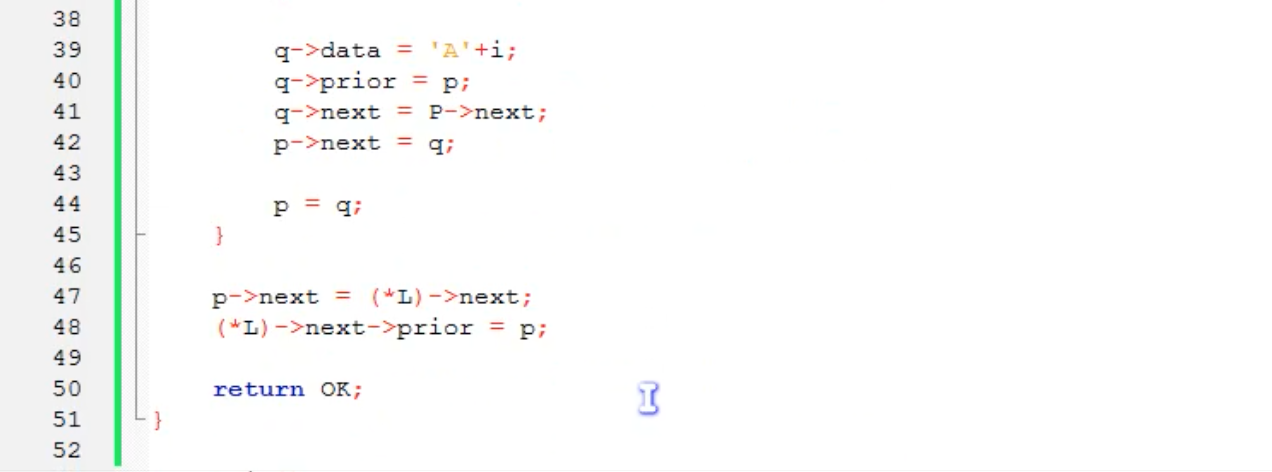 38
39 q->data = 'A'+i;
40 q->prior = p;
41 q->next = P->next;
42 p->next = q;
43
44 p = q;
45 }
46
47 p->next = (*L)->next;
48 (*L)->next->prior = p;
49
50 return OK;
51 }
52